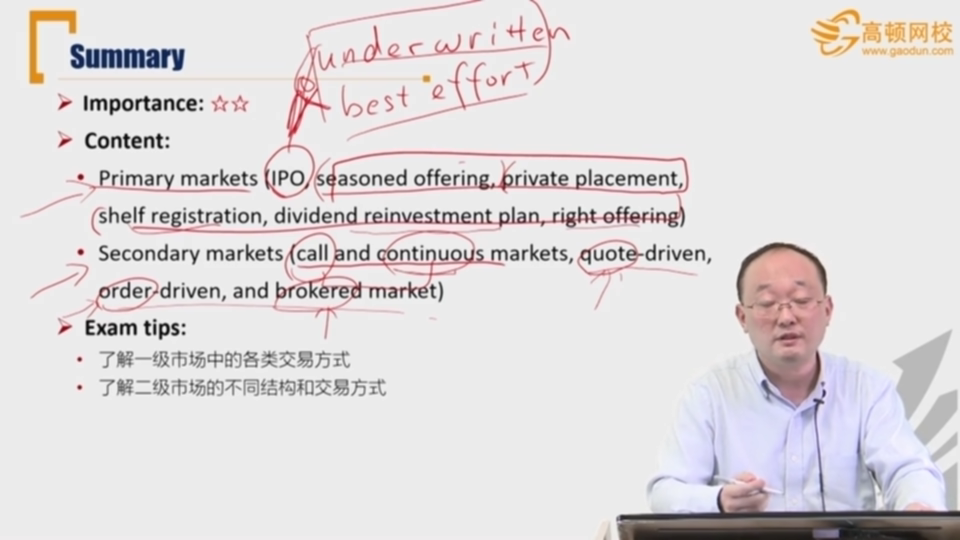 underwritten
best effort
高顿网校
www.gaodun.com
Summary
Importance: ☆☆
Content:
Primary markets (IPO, seasoned offering, private placement,
shelf registration, dividend reinvestment plan, right offering)
Secondary markets (call and continuous markets, quote-driven,
order-driven, and brokered market)
Exam tips:
了解一级市场中的各类交易方式
了解二级市场的不同结构和交易方式